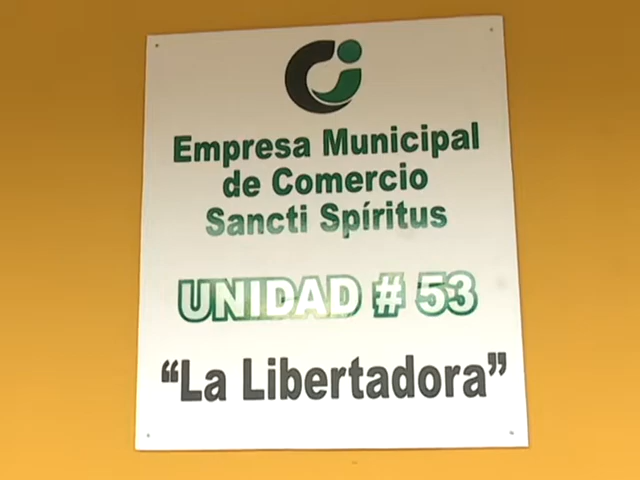 Empresa Municipal
de Comercio
Sancti Spíritus
UNIDAD # 53
“La Libertadora”